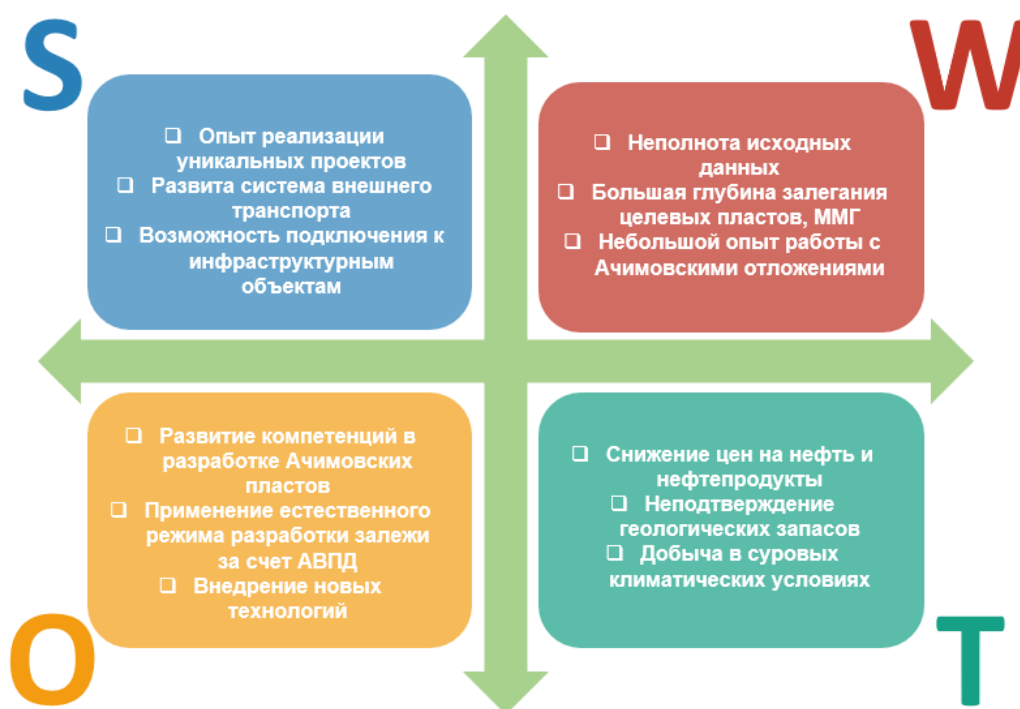 S
❑ Опыт реализации
уникальных проектов
❑ Развита система внешнего
транспорта
❑ Возможность подключения к
инфраструктурным
объектам
W
❑ Неполнота исходных
данных
❑ Большая глубина залегания
целевых пластов, ММГ
❑ Небольшой опыт работы с
Ачимовскими отложениями
O
❑ Развитие компетенций в
разработке Ачимовских
пластов
❑ Применение естественного
режима разработки залежи
за счет АВПД
❑ Внедрение новых
технологий
T
❑ Снижение цен на нефть и
нефтепродукты
❑ Неподтверждение
геологических запасов
❑ Добыча в суровых
климатических условиях